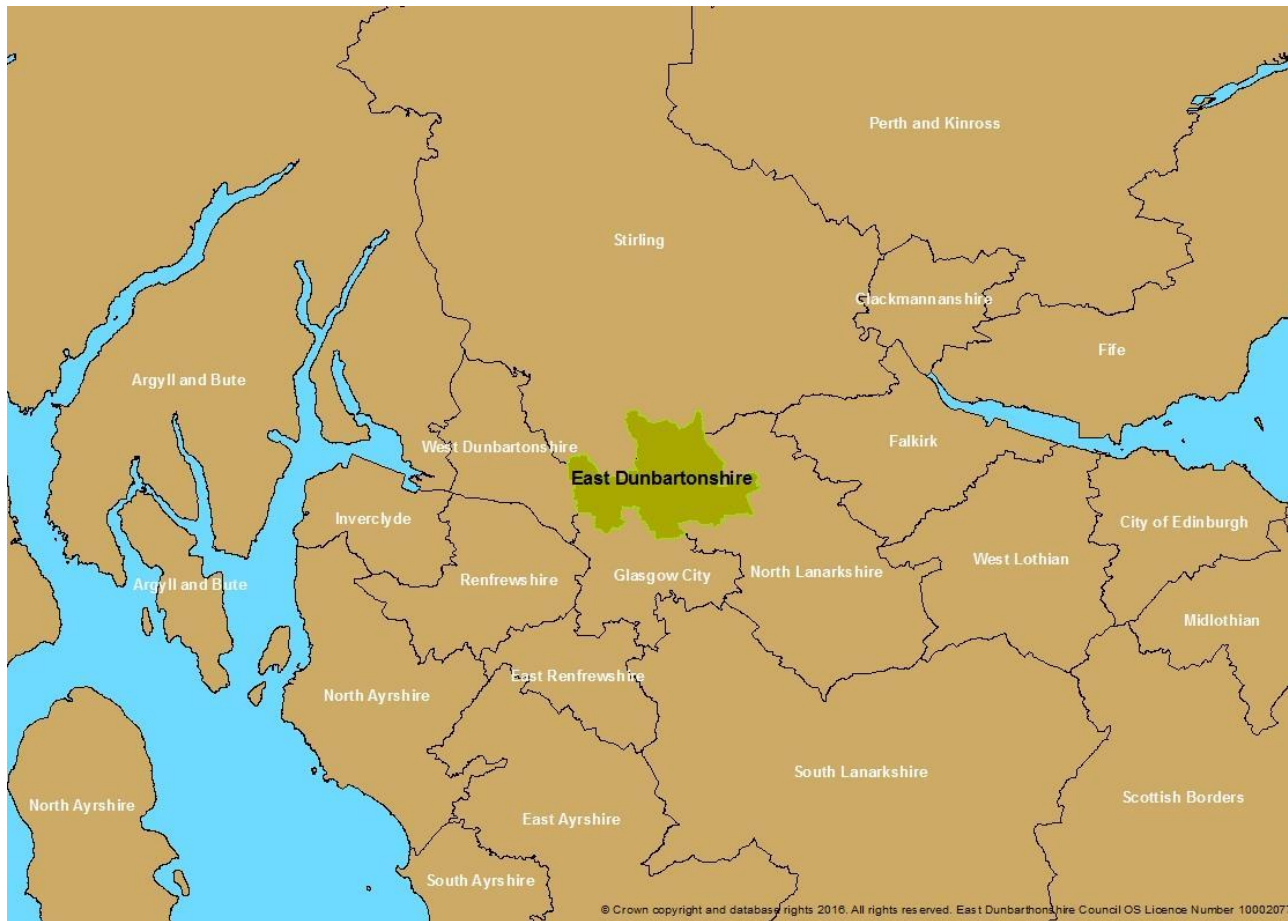 Perth and Kinross
Stirling
Clackmannanshire
Fife
Argyll and Bute
West Dunbartonshire
Falkirk
East Dunbartonshire
Inverclyde
City of Edinburgh
West Lothian
Renfrewshire
Glasgow City
North Lanarkshire
Argyll and Bute
Midlothian
East Renfrewshire
North Ayrshire
South Lanarkshire
Scottish Borders
North Ayrshire
East Ayrshire
South Ayrshire
© Crown copyright and database rights 2016. All rights reserved. East Dunbarthonshire Council OS Licence Number 1000207